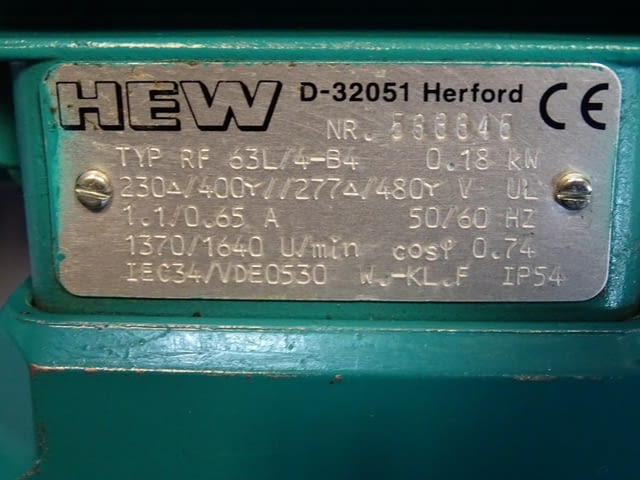 HEW D-32051 Herford CE
NR.
TYP RF 63L/4-B4 0.18 kW
230△/400Y//277△/480Y V UL
1.1/0.65 A 50/60 HZ
1370/1640 U/min cosφ 0.74
IEC34/VDE0530 W.-KL.F IP54